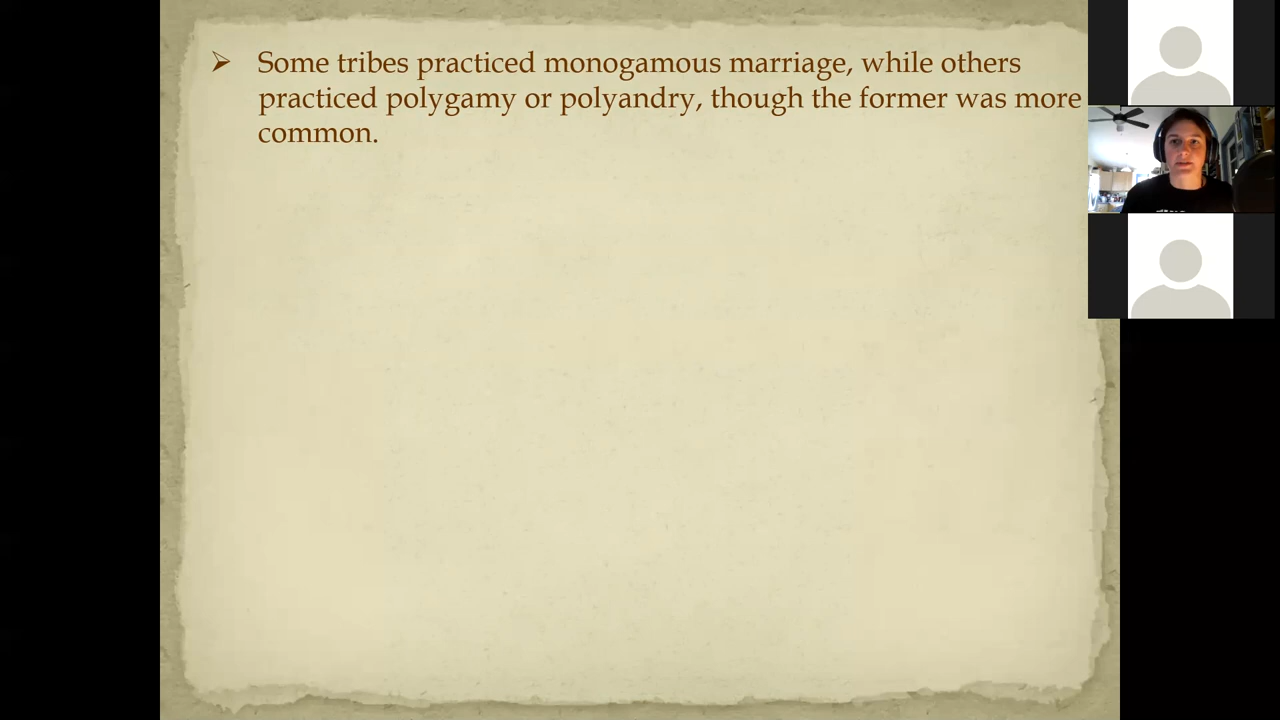 Some tribes practiced monogamous marriage, while others
practiced polygamy or polyandry, though the former was more
common.